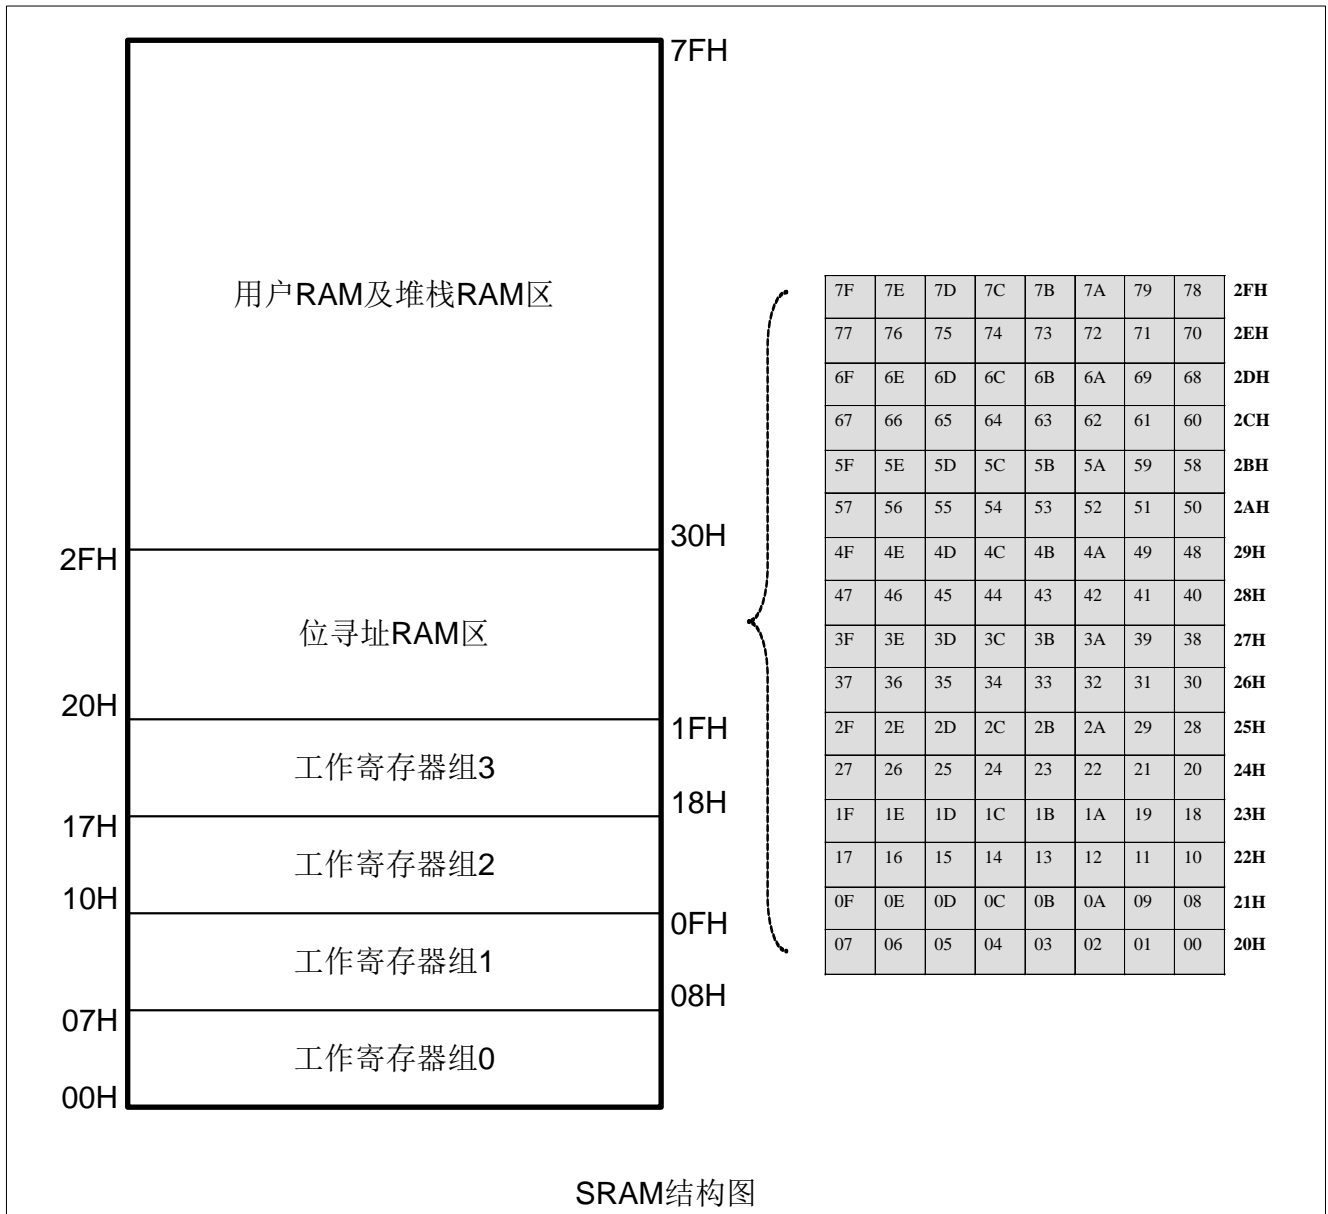 7FH
用户RAM及堆栈RAM区
30H
2FH
位寻址RAM区
20H
1FH
工作寄存器组3
18H
17H
工作寄存器组2
10H
0FH
工作寄存器组1
08H
07H
工作寄存器组0
00H
7F 7E 7D 7C 7B 7A 79 78 2FH
77 76 75 74 73 72 71 70 2EH
6F 6E 6D 6C 6B 6A 69 68 2DH
67 66 65 64 63 62 61 60 2CH
5F 5E 5D 5C 5B 5A 59 58 2BH
57 56 55 54 53 52 51 50 2AH
4F 4E 4D 4C 4B 4A 49 48 29H
47 46 45 44 43 42 41 40 28H
3F 3E 3D 3C 3B 3A 39 38 27H
37 36 35 34 33 32 31 30 26H
2F 2E 2D 2C 2B 2A 29 28 25H
27 26 25 24 23 22 21 20 24H
1F 1E 1D 1C 1B 1A 19 18 23H
17 16 15 14 13 12 11 10 22H
0F 0E 0D 0C 0B 0A 09 08 21H
07 06 05 04 03 02 01 00 20H
SRAM结构图